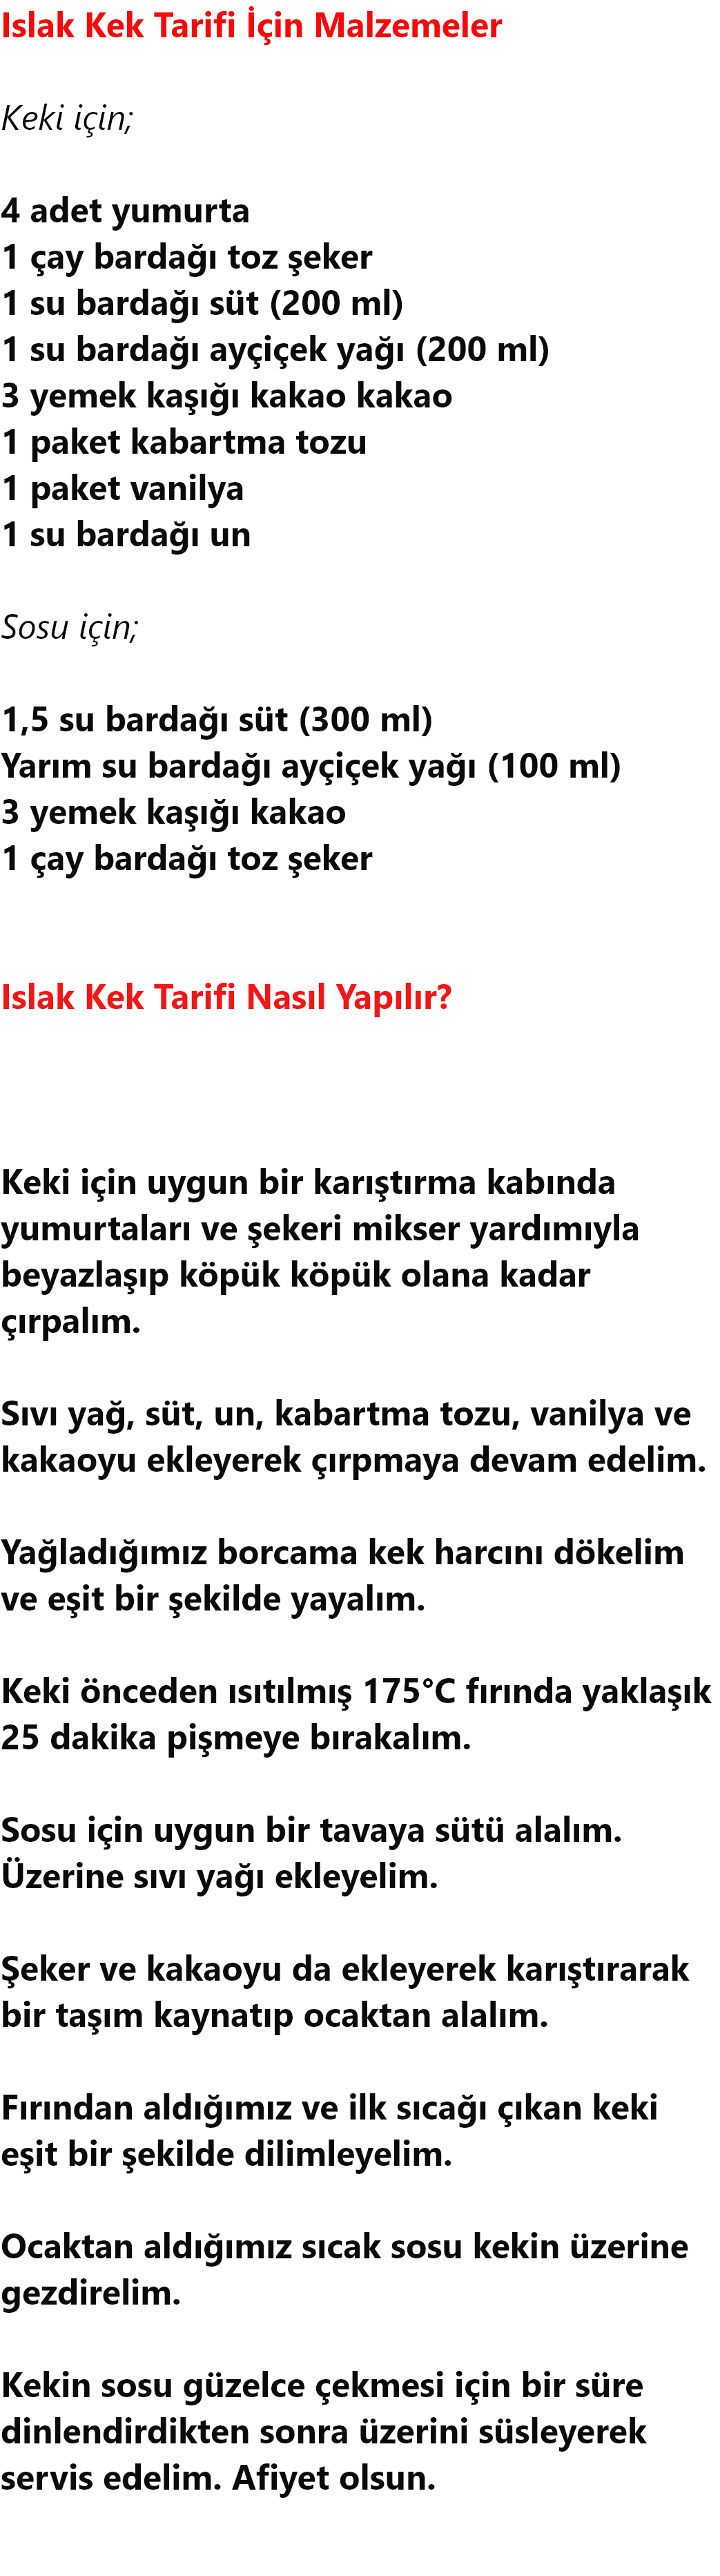 Islak Kek Tarifi İçin Malzemeler
Keki için;
4 adet yumurta
1 çay bardağı toz şeker
1 su bardağı süt (200 ml)
1 su bardağı ayçiçek yağı (200 ml)
3 yemek kaşığı kakao kakao
1 paket kabartma tozu
1 paket vanilya
1 su bardağı un
Sosu için;
1,5 su bardağı süt (300 ml)
Yarım su bardağı ayçiçek yağı (100 ml)
3 yemek kaşığı kakao
1 çay bardağı toz şeker
Islak Kek Tarifi Nasıl Yapılır?
Keki için uygun bir karıştırma kabında
yumurtaları ve şekeri mikser yardımıyla
beyazlaşıp köpük köpük olana kadar
çırpalım.
Sıvı yağ, süt, un, kabartma tozu, vanilya ve
kakaoyu ekleyerek çırpmaya devam edelim.
Yağladığımız borcama kek harcını dökelim
ve eşit bir şekilde yayalım.
Keki önceden ısıtılmış 175°C fırında yaklaşık
25 dakika pişmeye bırakalım.
Sosu için uygun bir tavaya sütü alalım.
Üzerine sıvı yağı ekleyelim.
Şeker ve kakaoyu da ekleyerek karıştırarak
bir taşım kaynatıp ocaktan alalım.
Fırından aldığımız ve ilk sıcağı çıkan keki
eşit bir şekilde dilimleyelim.
Ocaktan aldığımız sıcak sosu kekin üzerine
gezdirelim.
Kekin sosu güzelce çekmesi için bir süre
dinlendirdikten sonra üzerini süsleyerek
servis edelim. Afiyet olsun.